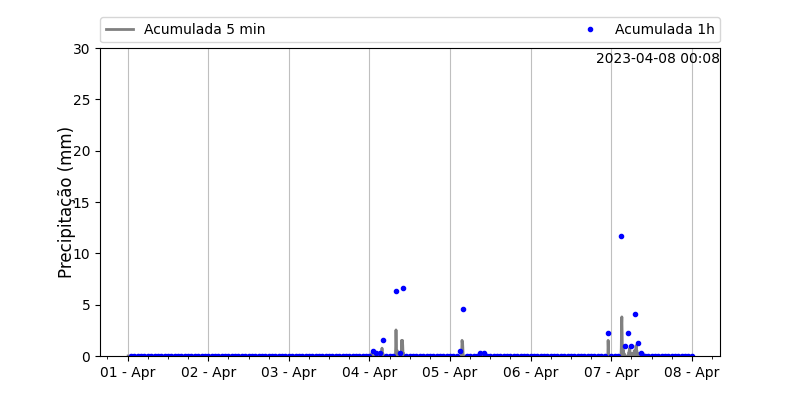 Acumulada 5 min
Acumulada 1h
2023-04-08 00:08
Precipitação (mm)
30
25
20
15
10
5
0
01 - Apr
02 - Apr
03 - Apr
04 - Apr
05 - Apr
06 - Apr
07 - Apr
08 - Apr